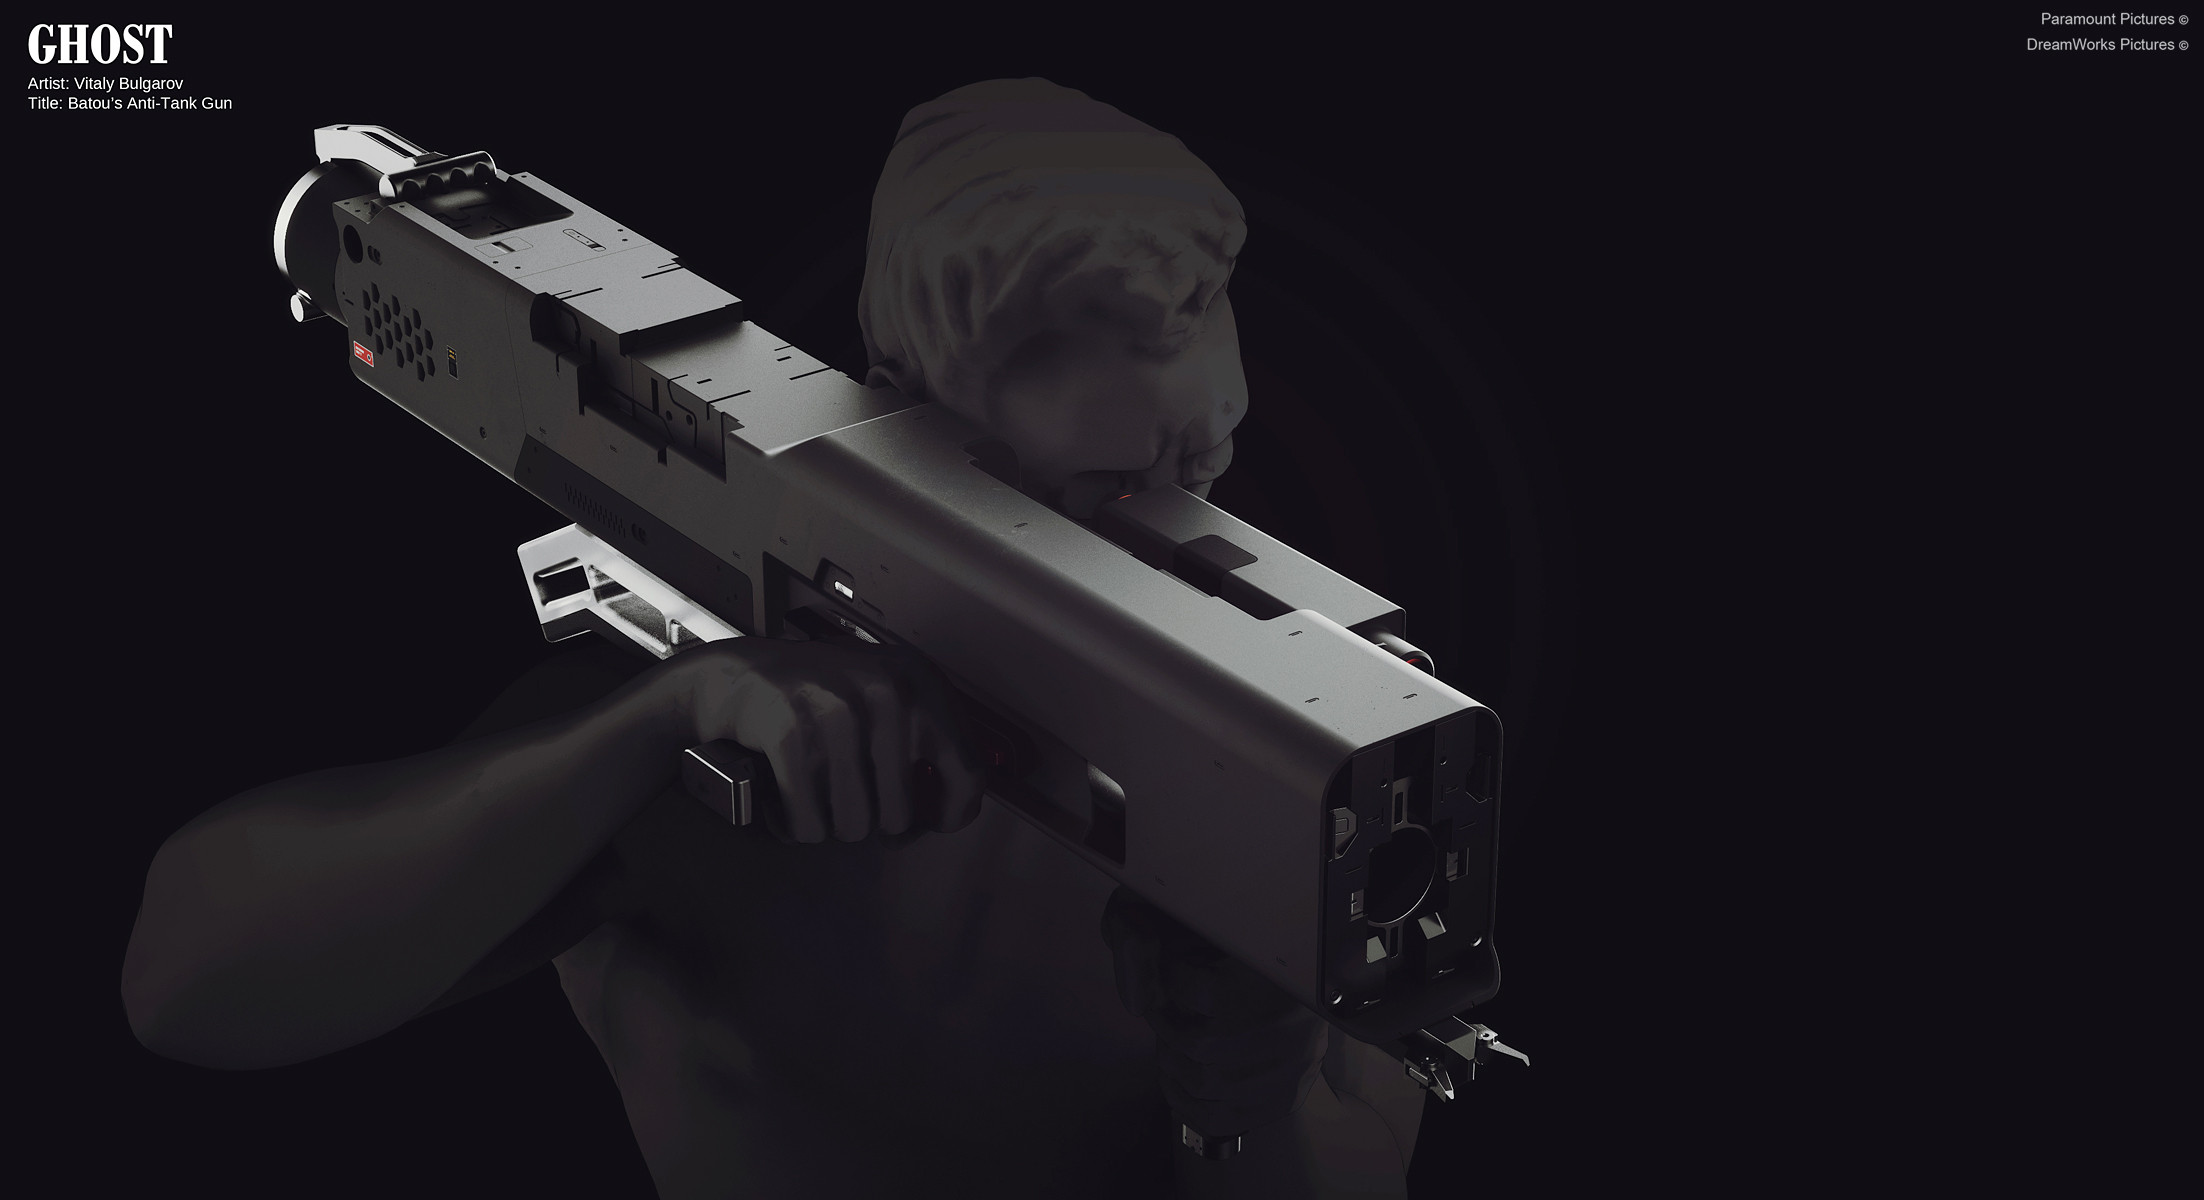 GHOST
Artist: Vitaly Bulgarov
Title: Batou's Anti-Tank Gun
Paramount Pictures ©
DreamWorks Pictures ©